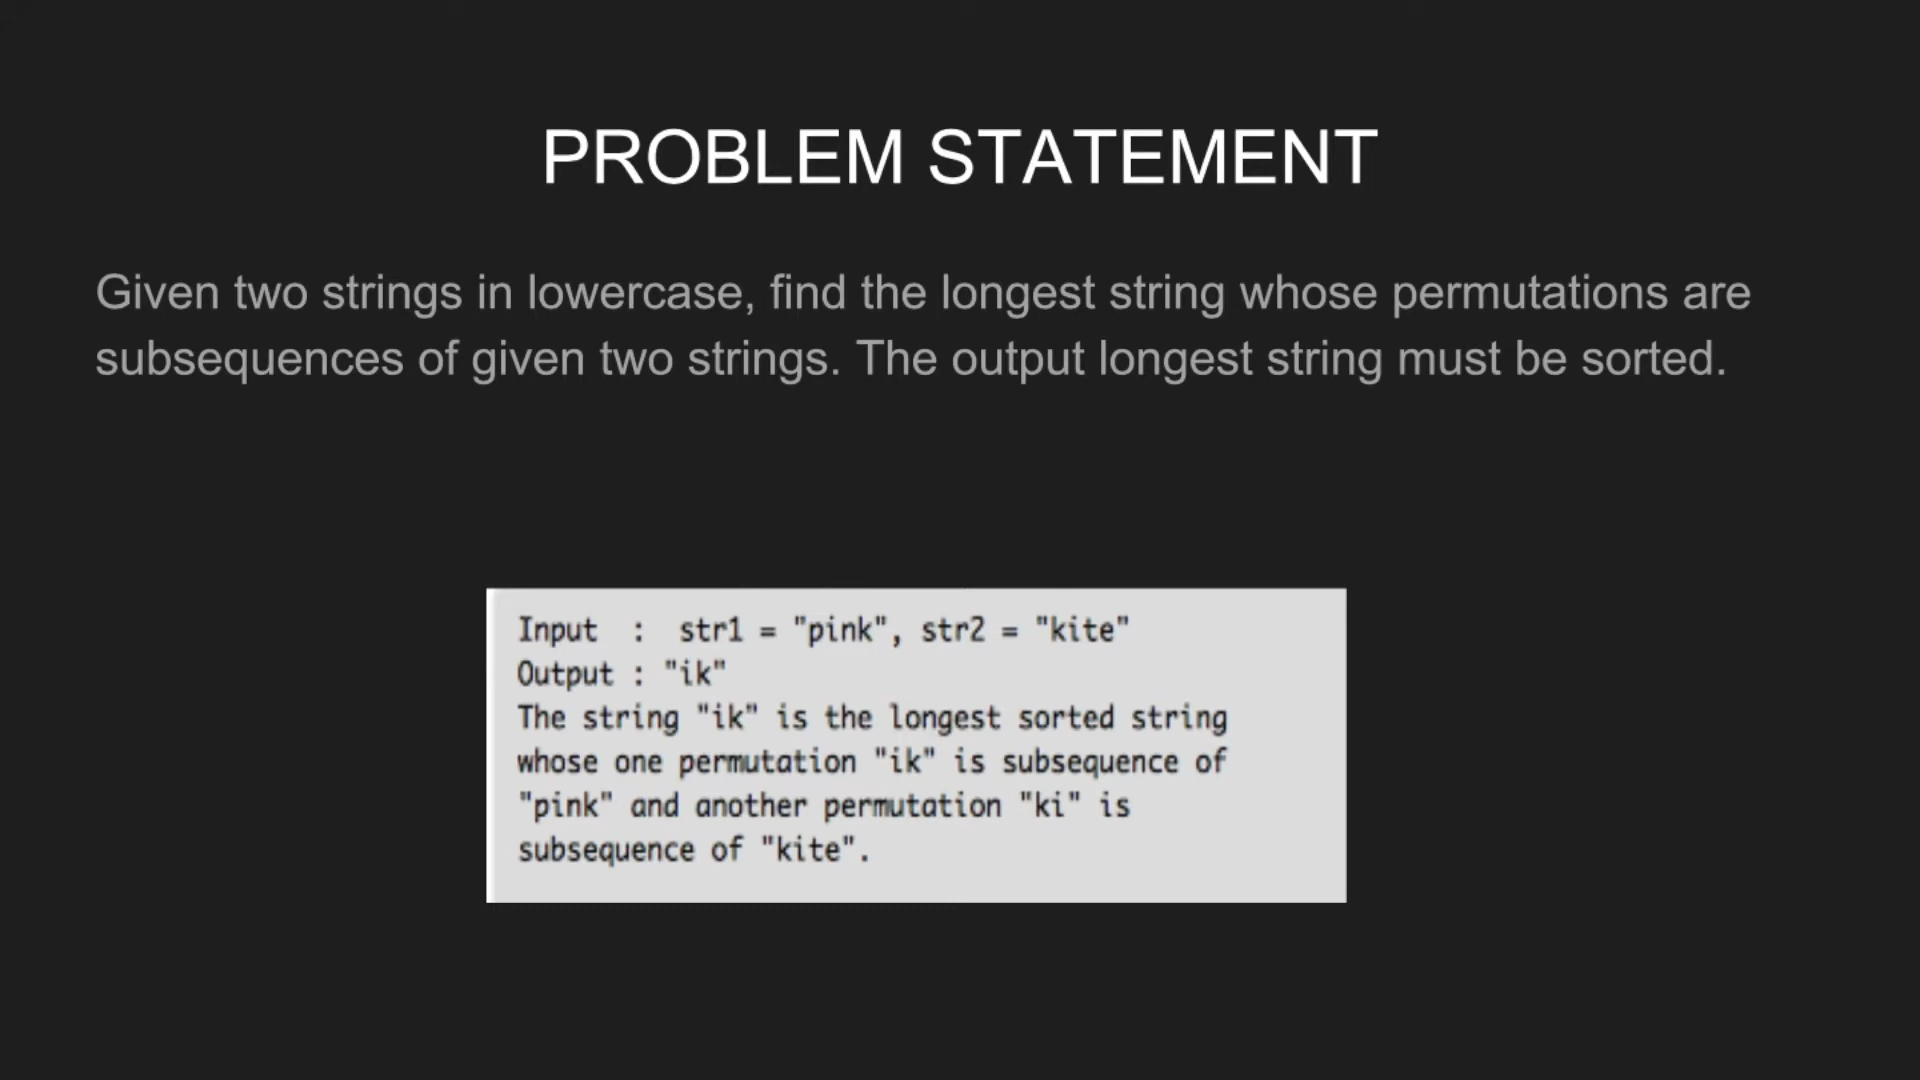 PROBLEM STATEMENT
Given two strings in lowercase, find the longest string whose permutations are
subsequences of given two strings. The output longest string must be sorted.
Input  :  str1 = "pink", str2 = "kite"
Output : "ik"
The string "ik" is the longest sorted string
whose one permutation "ik" is subsequence of
"pink" and another permutation "ki" is
subsequence of "kite".